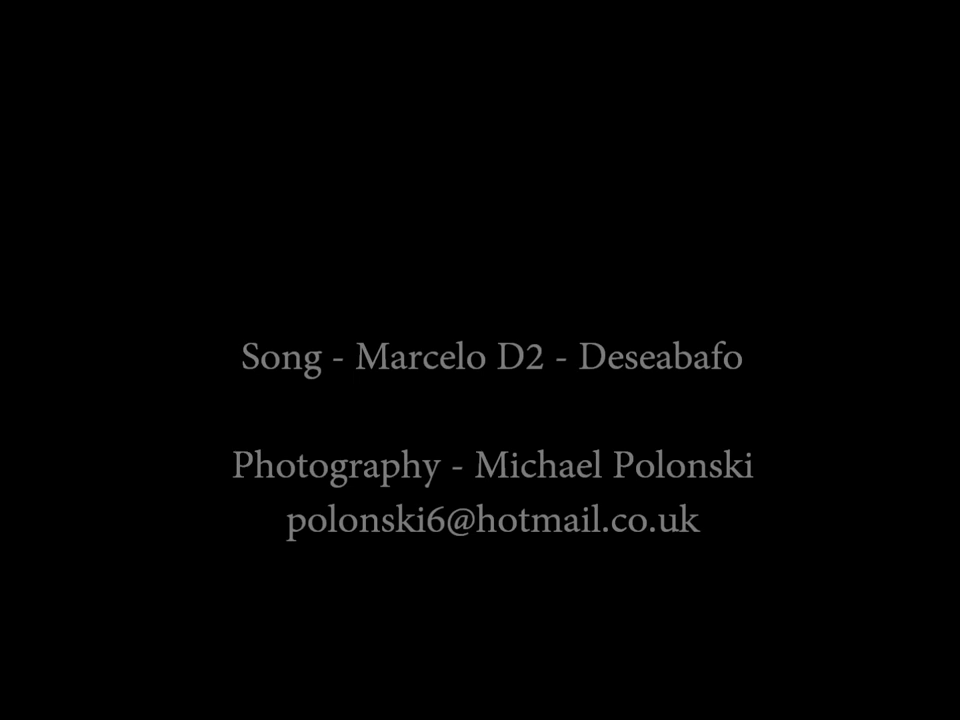 Song - Marcelo D2 - Deseabafo
Photography - Michael Polonski
polonski6@hotmail.co.uk